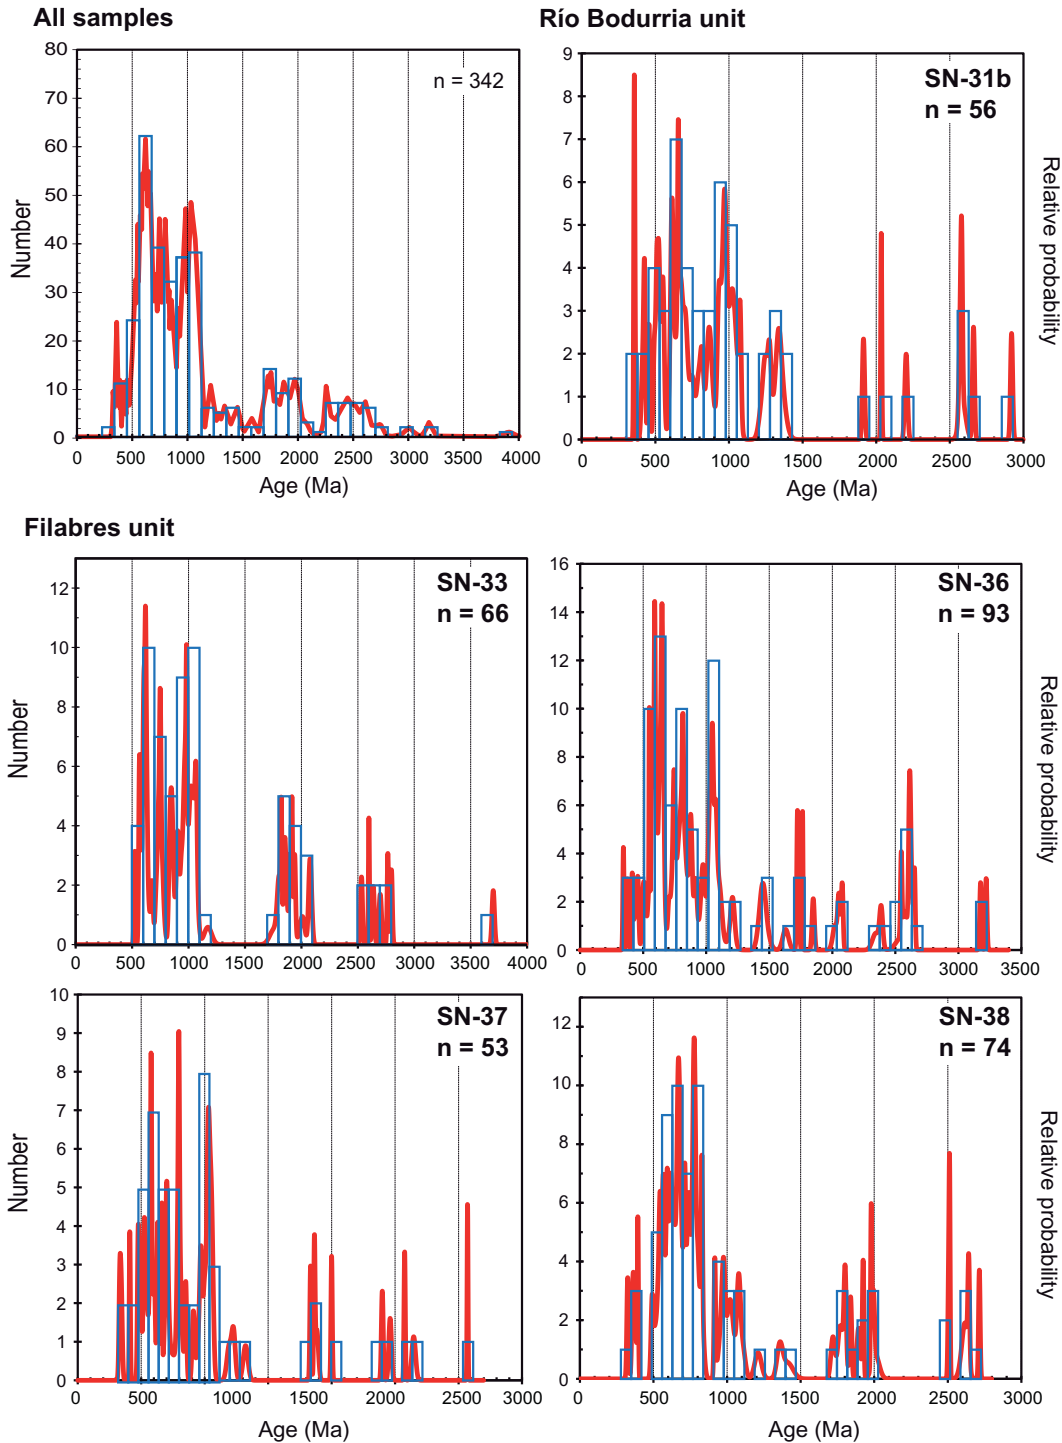 All samples
n = 342
Number
80
70
60
50
40
30
20
10
0
0 500 1000 1500 2000 2500 3000 3500 4000
Age (Ma)
Río Bodurria unit
SN-31b
n = 56
Relative probability
9
8
7
6
5
4
3
2
1
0
0 500 1000 1500 2000 2500 3000
Age (Ma)
Filabres unit
SN-33
n = 66
Number
12
10
8
6
4
2
0
0 500 1000 1500 2000 2500 3000 3500 4000
SN-36
n = 93
Relative probability
16
14
12
10
8
6
4
2
0
0 500 1000 1500 2000 2500 3000 3500
SN-37
n = 53
Number
10
9
8
7
6
5
4
3
2
1
0
0 500 1000 1500 2000 2500 3000
Age (Ma)
SN-38
n = 74
Relative probability
12
10
8
6
4
2
0
0 500 1000 1500 2000 2500 3000
Age (Ma)